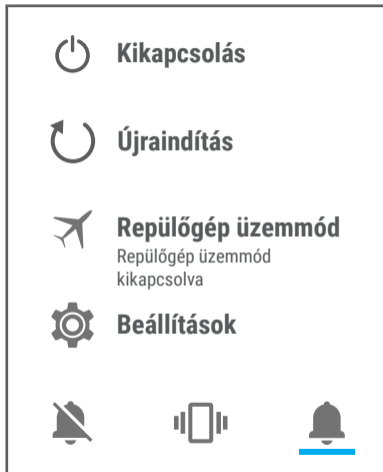 Kikapcsolás
Újraindítás
Repülőgép üzemmód
Repülőgép üzemmód
kikapcsolva
Beállítások